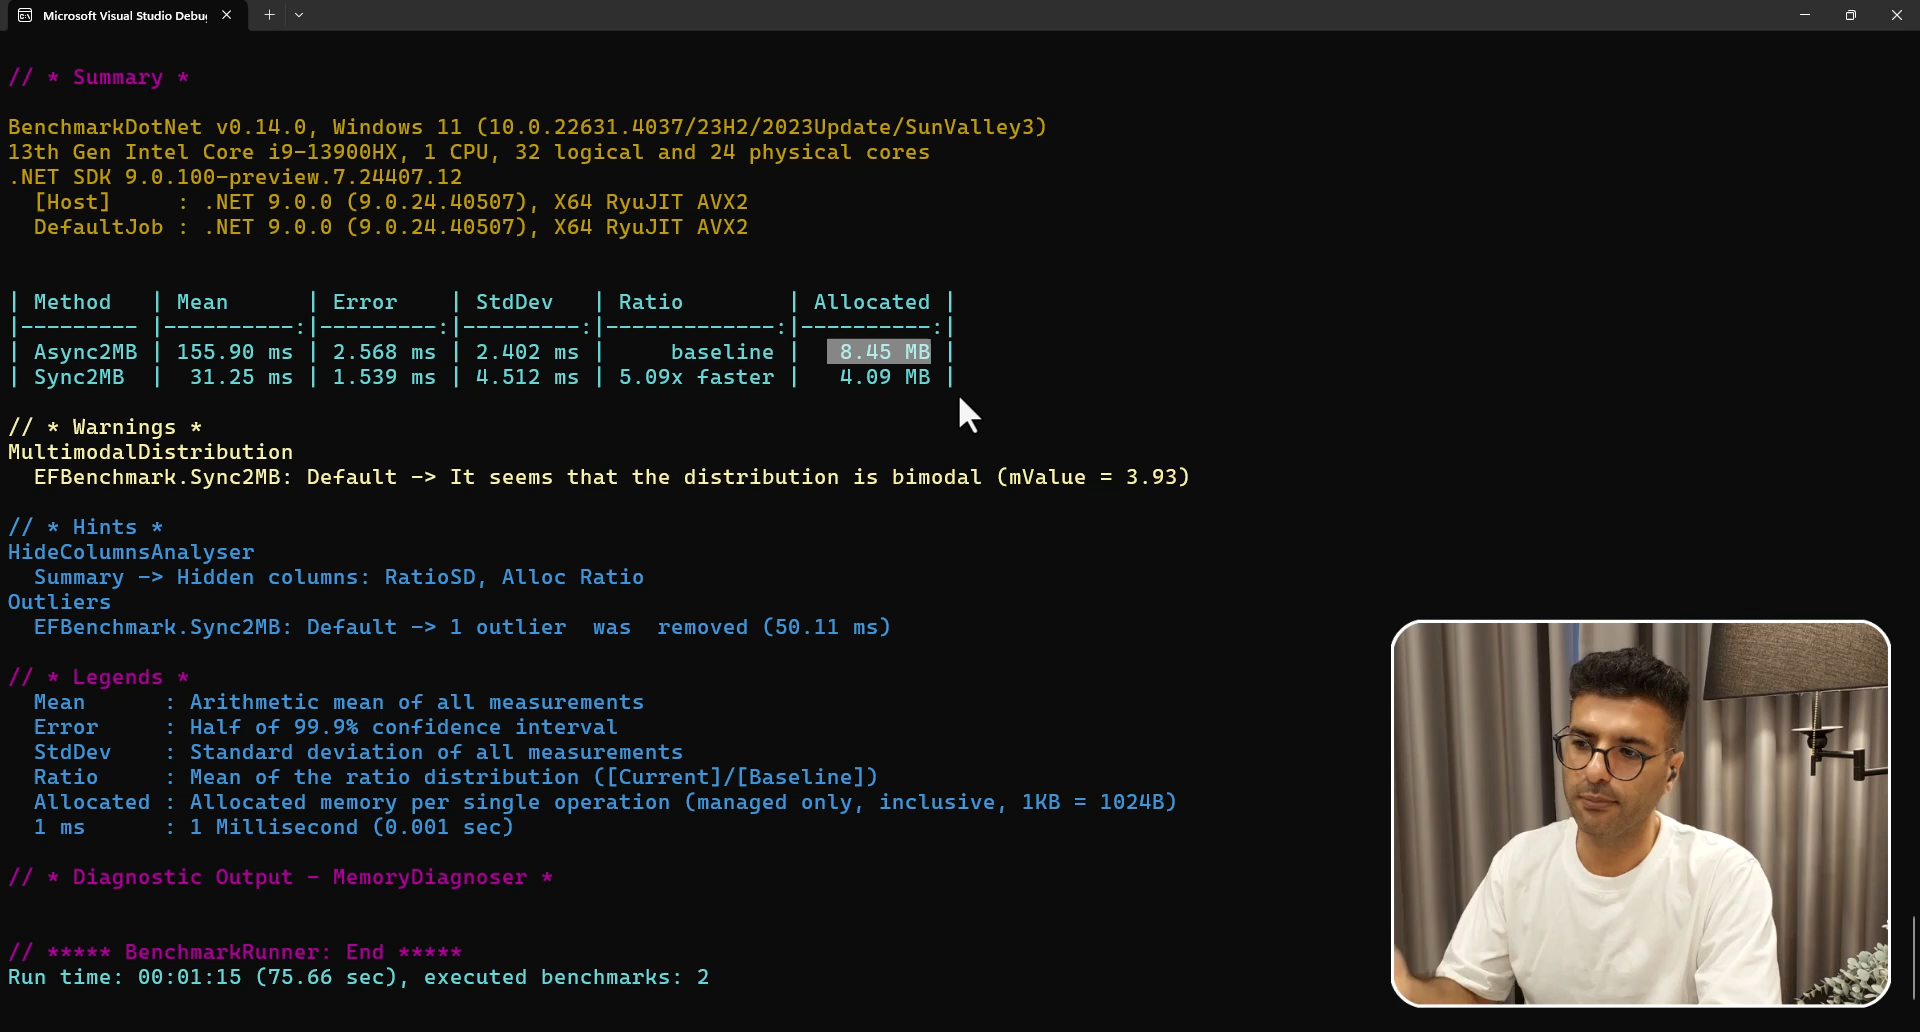 Microsoft Visual Studio Debu
// * Summary *
BenchmarkDotNet v0.14.0, Windows 11 (10.0.22631.4037/23H2/2023Update/SunValley3)
13th Gen Intel Core i9-13900HX, 1 CPU, 32 logical and 24 physical cores
.NET SDK 9.0.100-preview.7.24407.12
  [Host]     : .NET 9.0.0 (9.0.24.40507), X64 RyuJIT AVX2
  DefaultJob : .NET 9.0.0 (9.0.24.40507), X64 RyuJIT AVX2
| Method   | Mean      | Error    | StdDev   | Ratio        | Allocated |
|--------- |----------:|---------:|---------:|-------------:|----------:|
| Async2MB | 155.90 ms | 2.568 ms | 2.402 ms |     baseline |   8.45 MB |
| Sync2MB  |  31.25 ms | 1.539 ms | 4.512 ms | 5.09x faster |   4.09 MB |
// * Warnings *
MultimodalDistribution
  EFBenchmark.Sync2MB: Default -> It seems that the distribution is bimodal (mValue = 3.93)
// * Hints *
HideColumnsAnalyser
  Summary -> Hidden columns: RatioSD, Alloc Ratio
Outliers
  EFBenchmark.Sync2MB: Default -> 1 outlier  was  removed (50.11 ms)
// * Legends *
  Mean      : Arithmetic mean of all measurements
  Error     : Half of 99.9% confidence interval
  StdDev    : Standard deviation of all measurements
  Ratio     : Mean of the ratio distribution ([Current]/[Baseline])
  Allocated : Allocated memory per single operation (managed only, inclusive, 1KB = 1024B)
  1 ms      : 1 Millisecond (0.001 sec)
// * Diagnostic Output - MemoryDiagnoser *
// ***** BenchmarkRunner: End *****
Run time: 00:01:15 (75.66 sec), executed benchmarks: 2